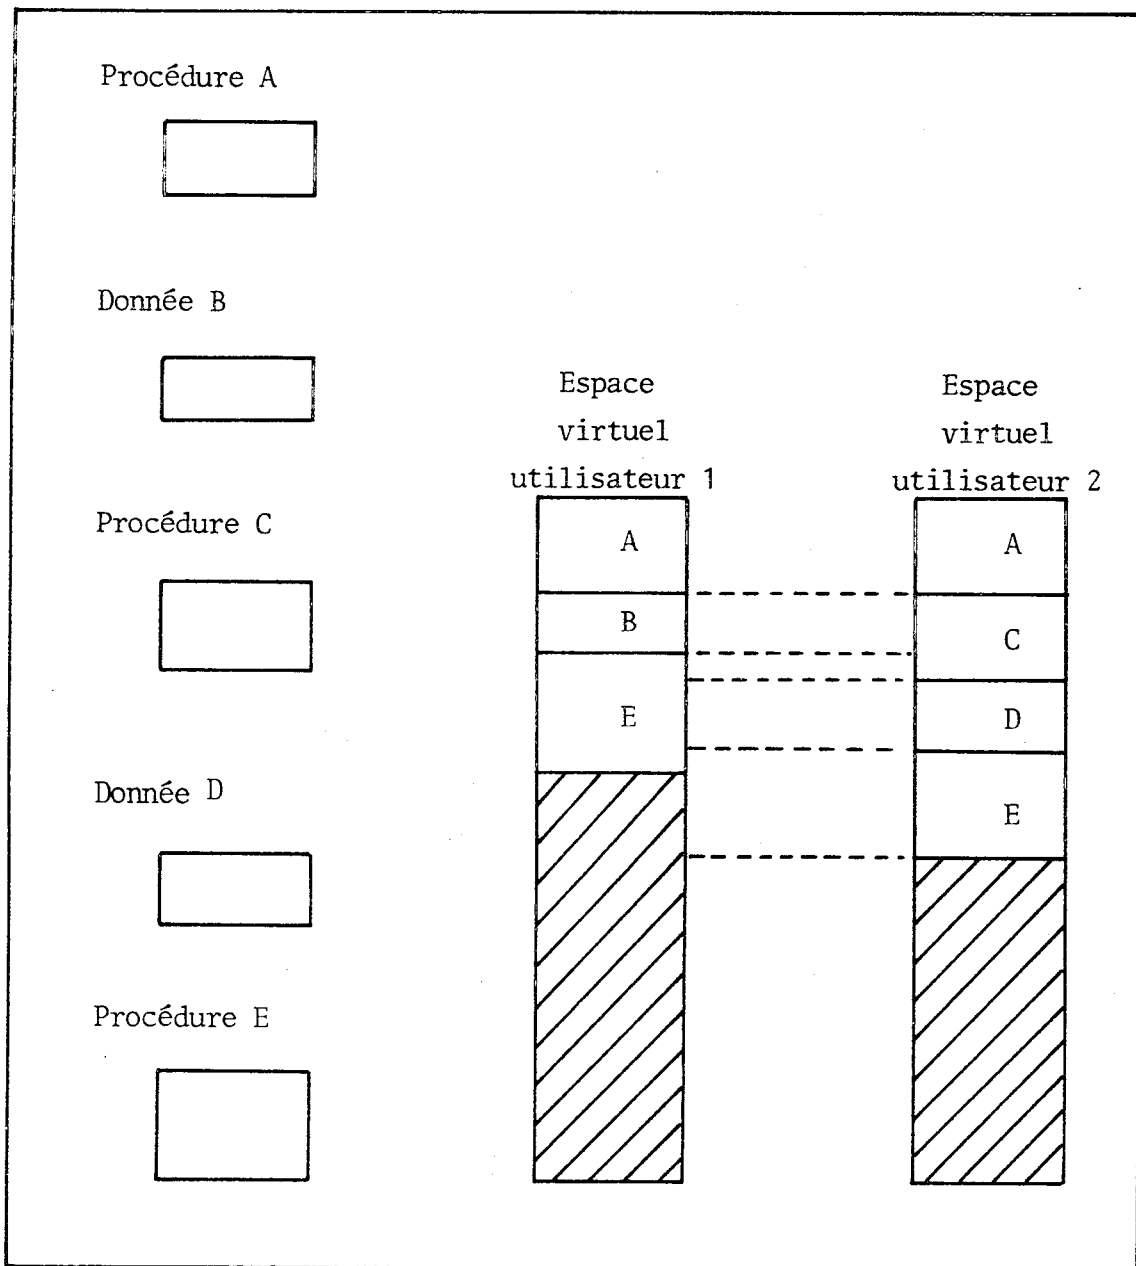 Procédure A
Donnée B
Procédure C
Donnée D
Procédure E
Espace
virtuel
utilisateur 1
A
B
E
Espace
virtuel
utilisateur 2
A
C
D
E